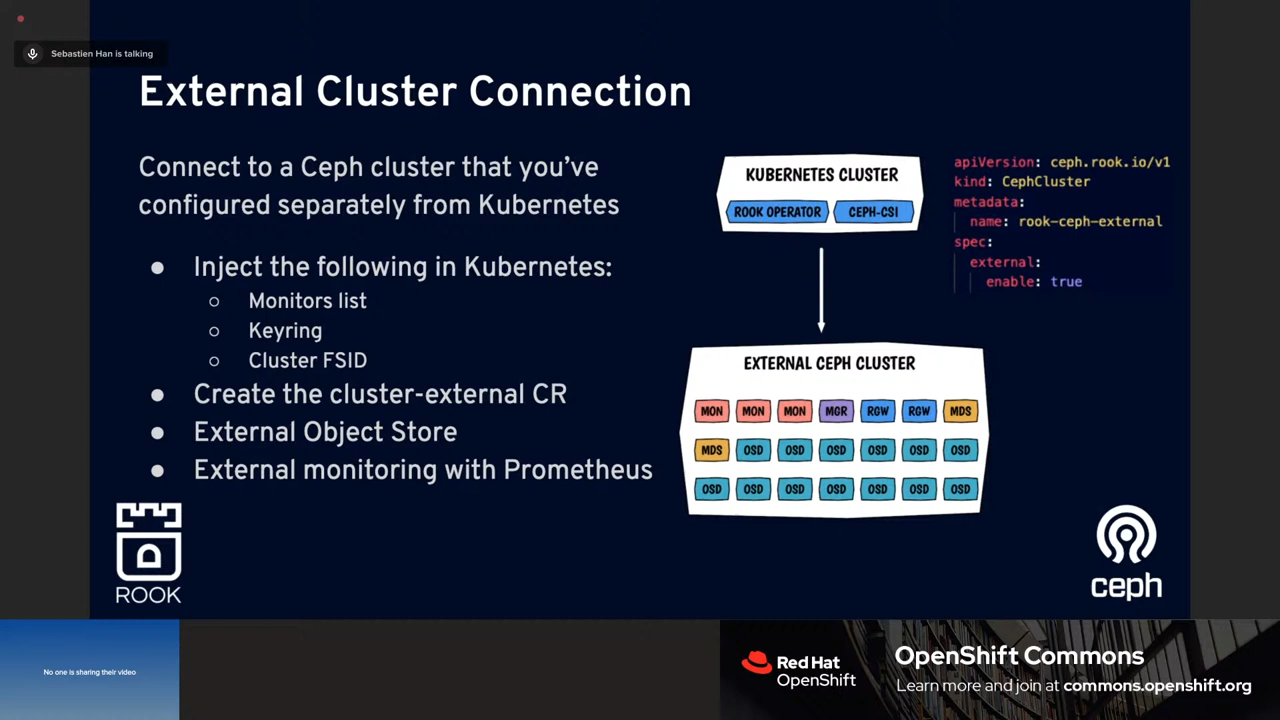 Sebastien Han is talking
External Cluster Connection
Connect to a Ceph cluster that you've
configured separately from Kubernetes
● Inject the following in Kubernetes:
○ Monitors list
○ Keyring
○ Cluster FSID
● Create the cluster-external CR
● External Object Store
● External monitoring with Prometheus
KUBERNETES CLUSTER
ROOK OPERATOR CEPH-CSI
EXTERNAL CEPH CLUSTER
MON MON MON MGR RGW RGW MDS
MDS OSD OSD OSD OSD OSD OSD
OSD OSD OSD OSD OSD OSD OSD
apiVersion: ceph.rook.io/v1
kind: CephCluster
metadata:
name: rook-ceph-external
spec:
external:
enable: true
ROOK
ceph
No one is sharing their video
Red Hat
OpenShift
OpenShift Commons
Learn more and join at commons.openshift.org